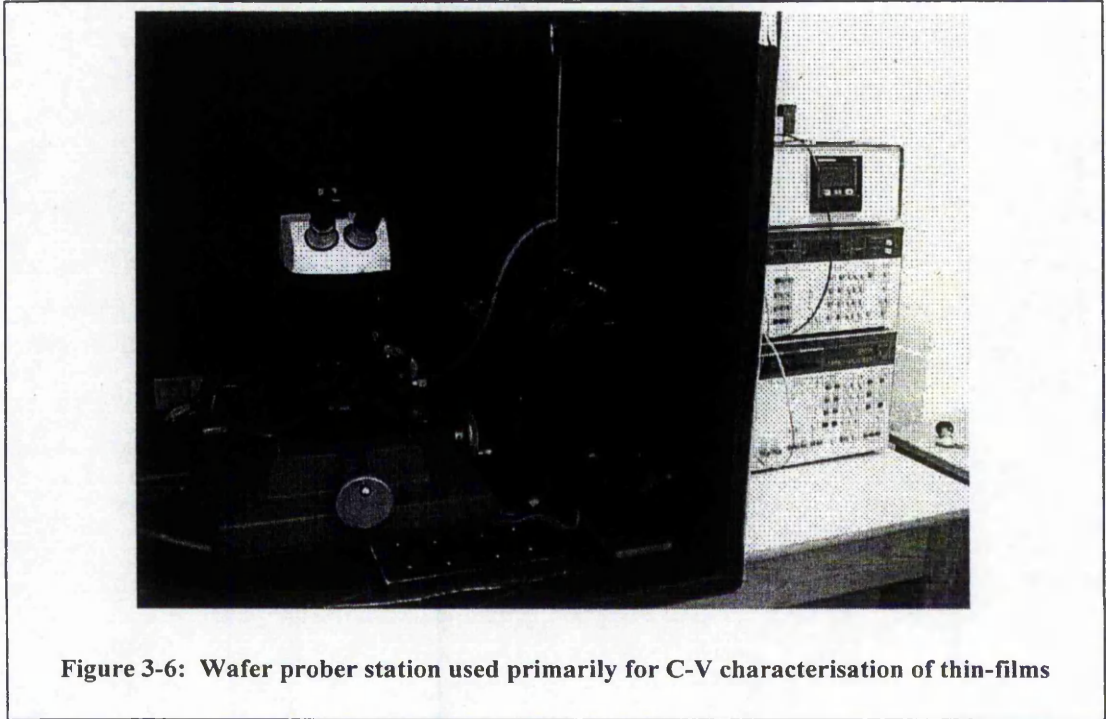 Figure 3-6: Wafer prober station used primarily for C-V characterisation of thin-films